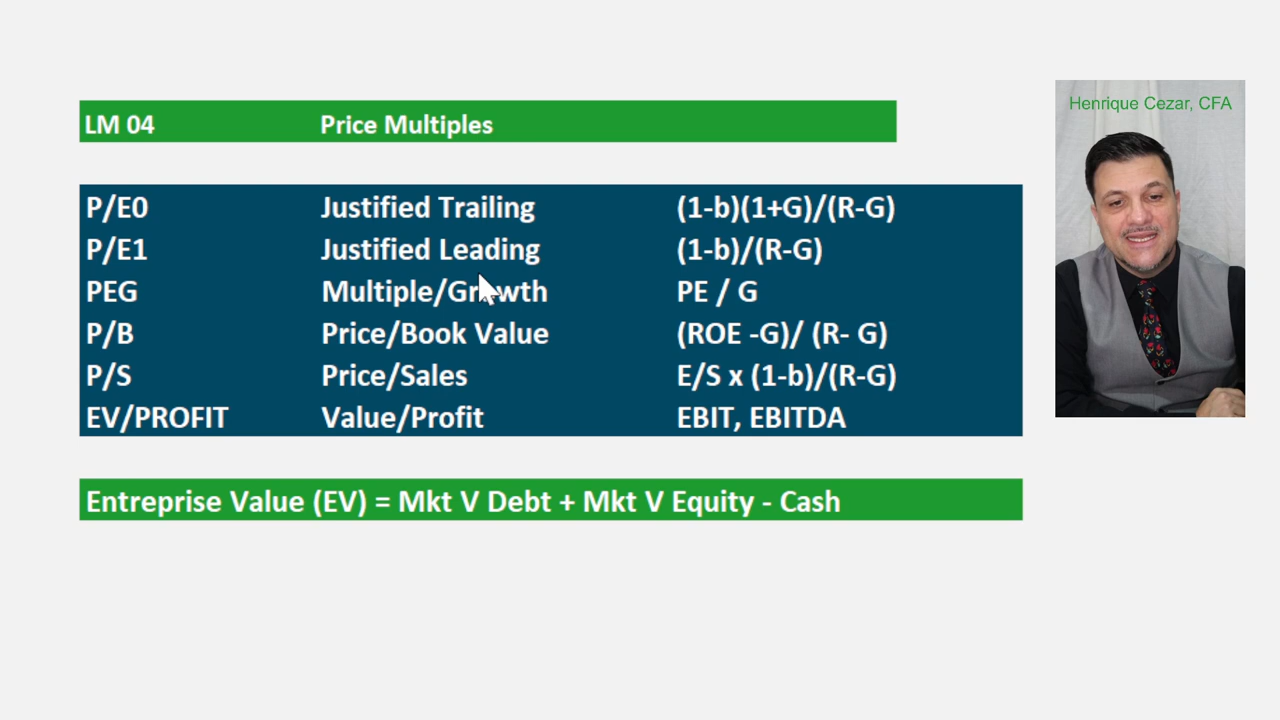 LM 04 Price Multiples
P/E0 Justified Trailing (1-b)(1+G)/(R-G)
P/E1 Justified Leading (1-b)/(R-G)
PEG Multiple/Growth PE / G
P/B Price/Book Value (ROE -G)/ (R- G)
P/S Price/Sales E/S x (1-b)/(R-G)
EV/PROFIT Value/Profit EBIT, EBITDA
Entreprise Value (EV) = Mkt V Debt + Mkt V Equity - Cash
Henrique Cezar, CFA